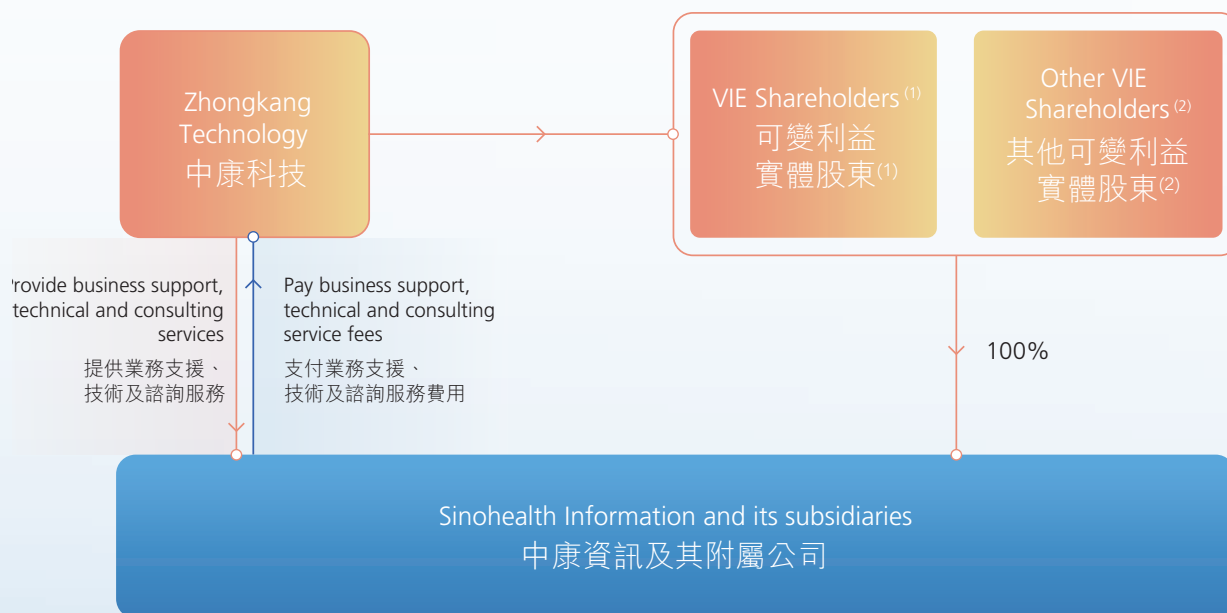 Zhongkang
Technology
中康科技
VIE Shareholders (1)
可變利益
實體股東(1)
Other VIE
Shareholders (2)
其他可變利益
實體股東(2)
rovide business support,
technical and consulting
services
提供業務支援、
技術及諮詢服務
Pay business support,
technical and consulting
service fees
支付業務支援、
技術及諮詢服務費用
100%
Sinohealth Information and its subsidiaries
中康資訊及其附屬公司